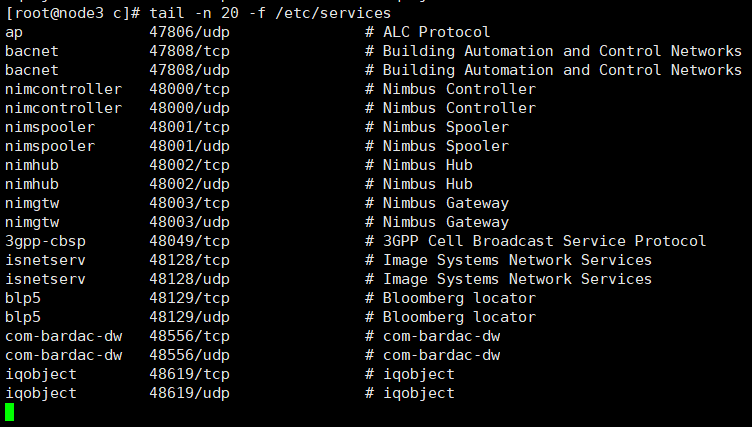 [root@node3 c]# tail -n 20 -f /etc/services
ap              47806/udp               # ALC Protocol
bacnet          47808/tcp               # Building Automation and Control Networks
bacnet          47808/udp               # Building Automation and Control Networks
nimcontroller   48000/tcp               # Nimbus Controller
nimcontroller   48000/udp               # Nimbus Controller
nimspooler      48001/tcp               # Nimbus Spooler
nimspooler      48001/udp               # Nimbus Spooler
nimhub          48002/tcp               # Nimbus Hub
nimhub          48002/udp               # Nimbus Hub
nimgtw          48003/tcp               # Nimbus Gateway
nimgtw          48003/udp               # Nimbus Gateway
3gpp-cbsp       48049/tcp               # 3GPP Cell Broadcast Service Protocol
isnetserv       48128/tcp               # Image Systems Network Services
isnetserv       48128/udp               # Image Systems Network Services
blp5            48129/tcp               # Bloomberg locator
blp5            48129/udp               # Bloomberg locator
com-bardac-dw   48556/tcp               # com-bardac-dw
com-bardac-dw   48556/udp               # com-bardac-dw
iqobject        48619/tcp               # iqobject
iqobject        48619/udp               # iqobject